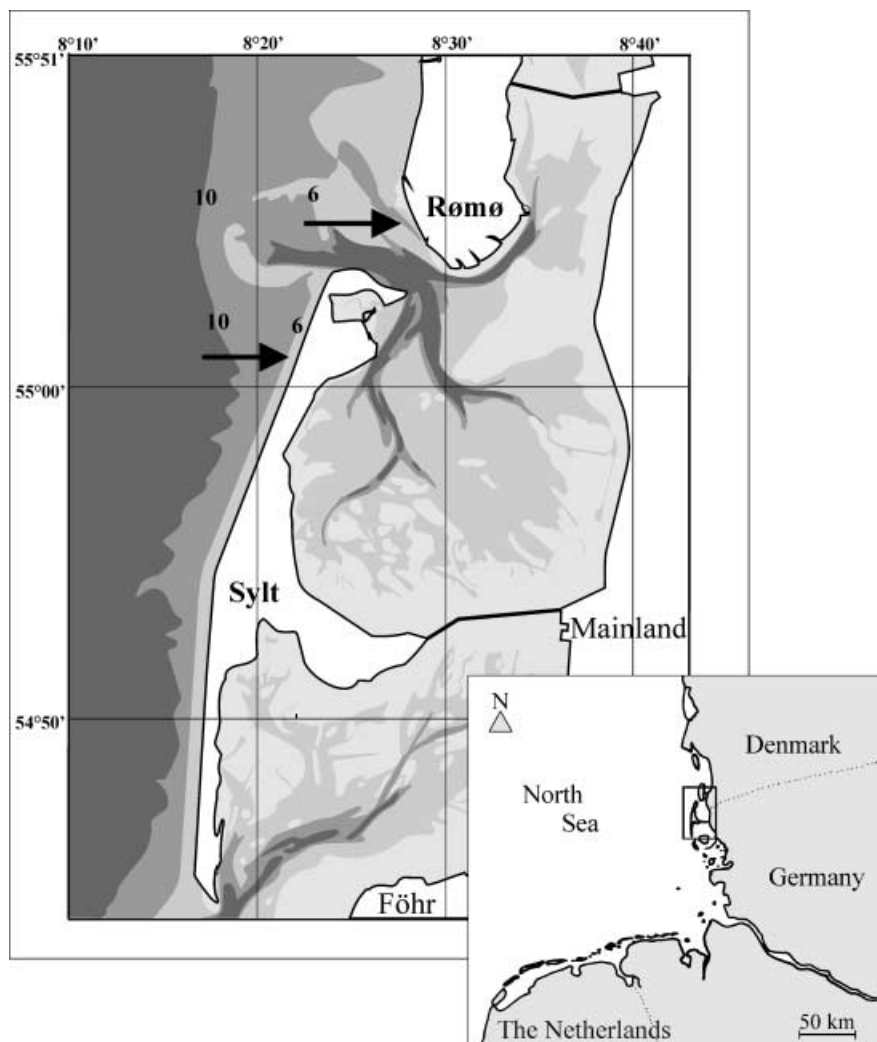 8°10' 8°20' 8°30' 8°40'
55°51'
10 6
Rømø
10 6
55°00'
Sylt
Mainland
54°50'
Föhr
N
Denmark
North
Sea
Germany
The Netherlands
50 km